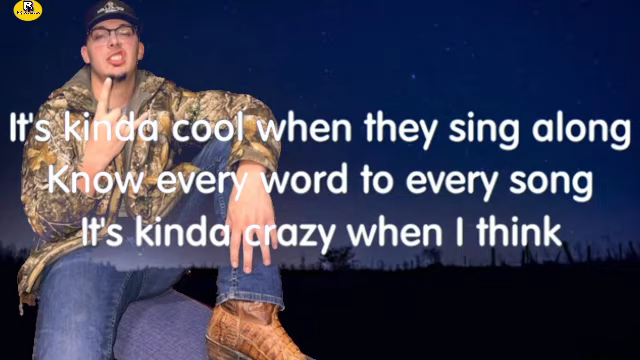 It's kinda cool when they sing along
Know every word to every song
It's kinda crazy when I think